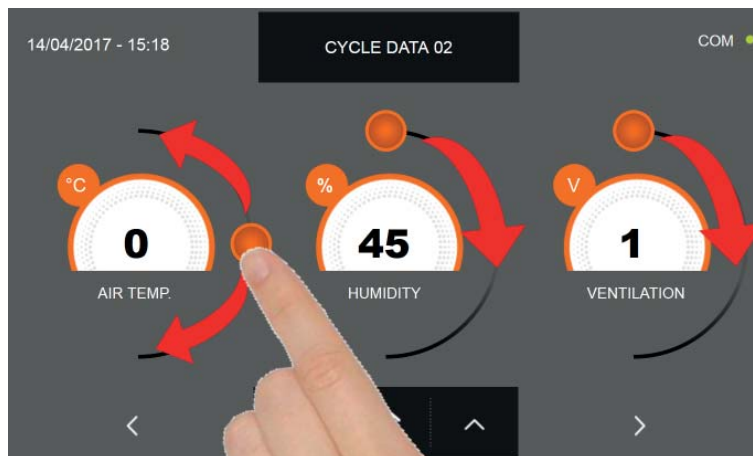 14/04/2017 - 15:18
CYCLE DATA 02
COM
°C
%
V
0
45
1
AIR TEMP.
HUMIDITY
VENTILATION